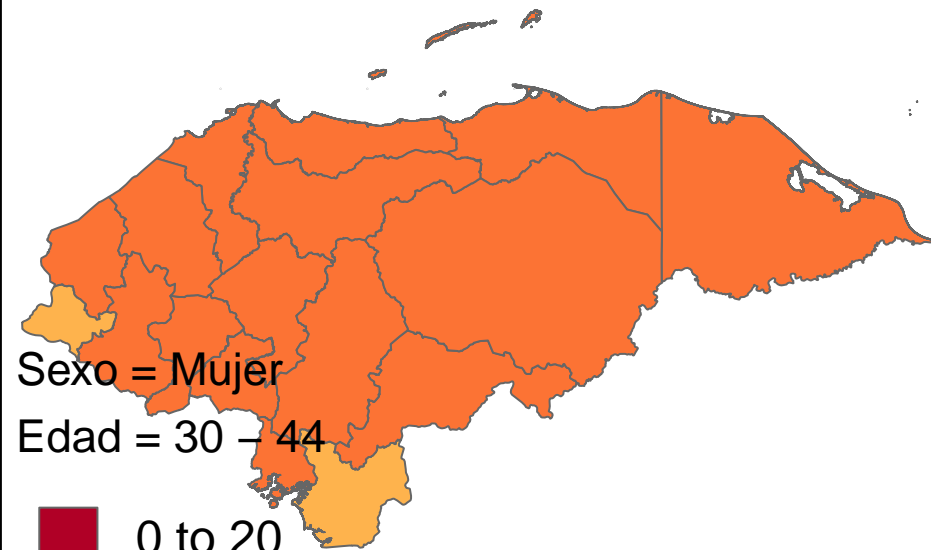 Sexo = Mujer
Edad = 30 – 44
0 to 20